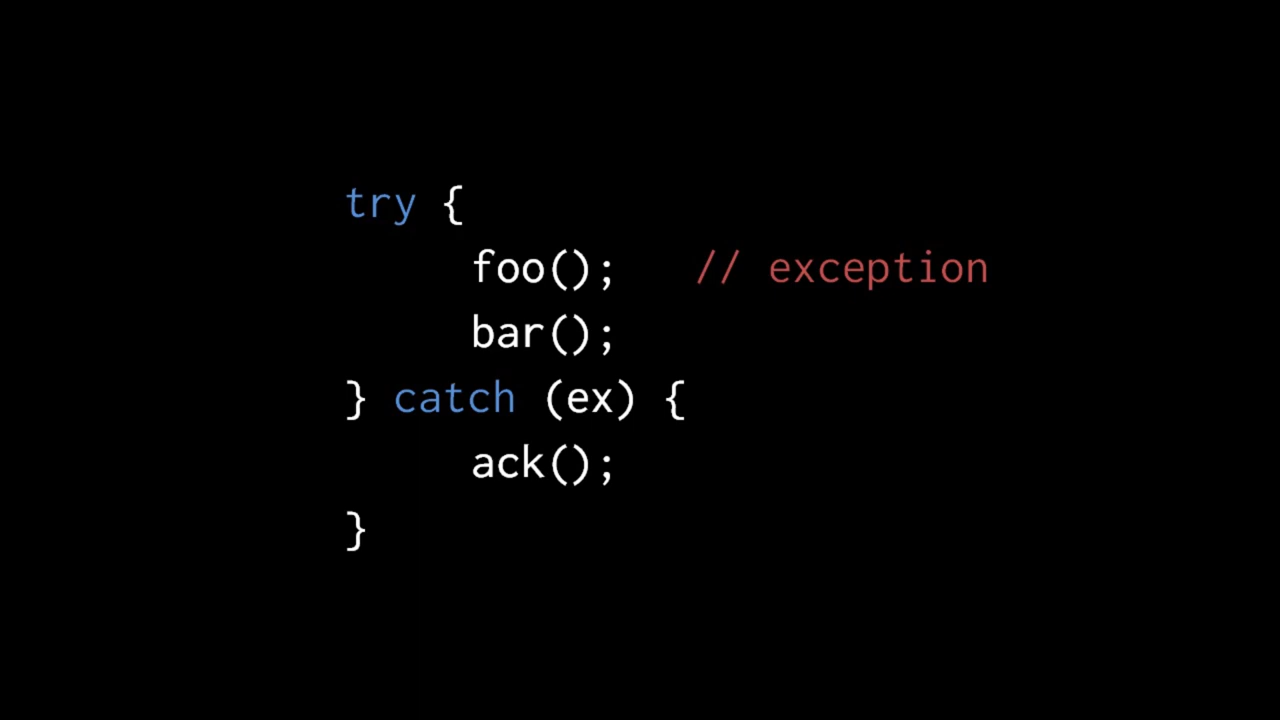 try {
foo(); // exception
bar();
} catch (ex) {
ack();
}